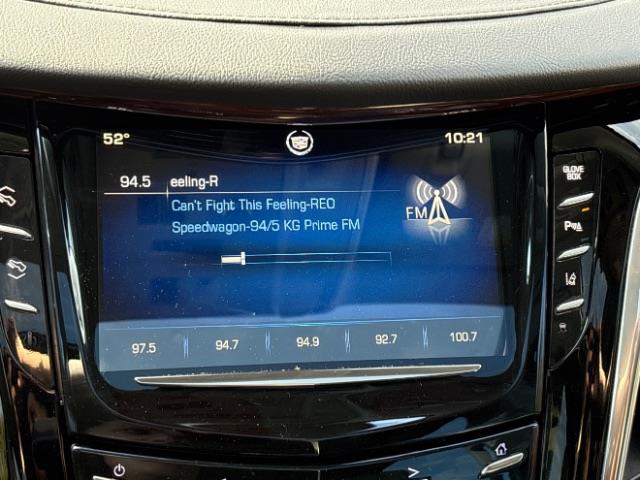 52°
10:21
94.5 eeling-R
Can't Fight This Feeling-REO
Speedwagon-94/5 KG Prime FM
FM
GLOVE BOX
97.5 94.7 94.9 92.7 100.7